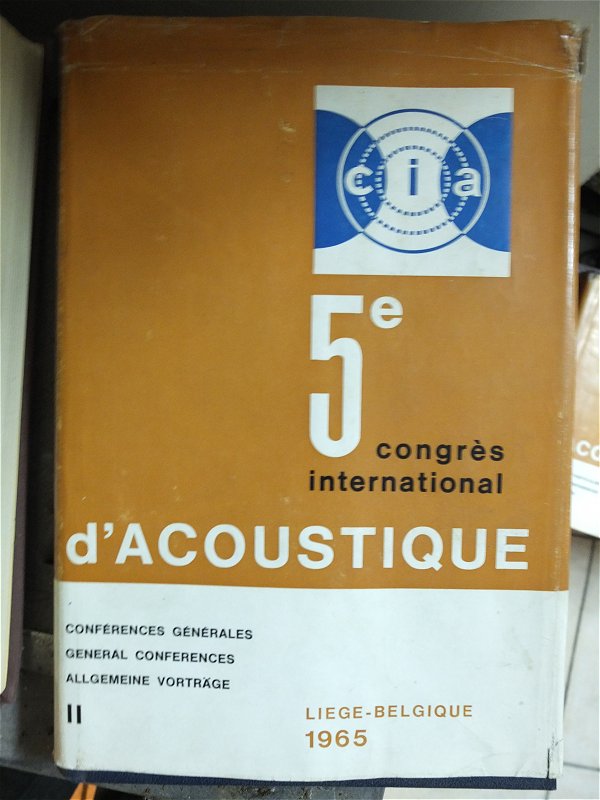 c i a
5e
congrès
international
d'ACOUSTIQUE
CONFÉRENCES GÉNÉRALES
GENERAL CONFERENCES
ALLGEMEINE VORTRÄGE
II
LIEGE-BELGIQUE
1965